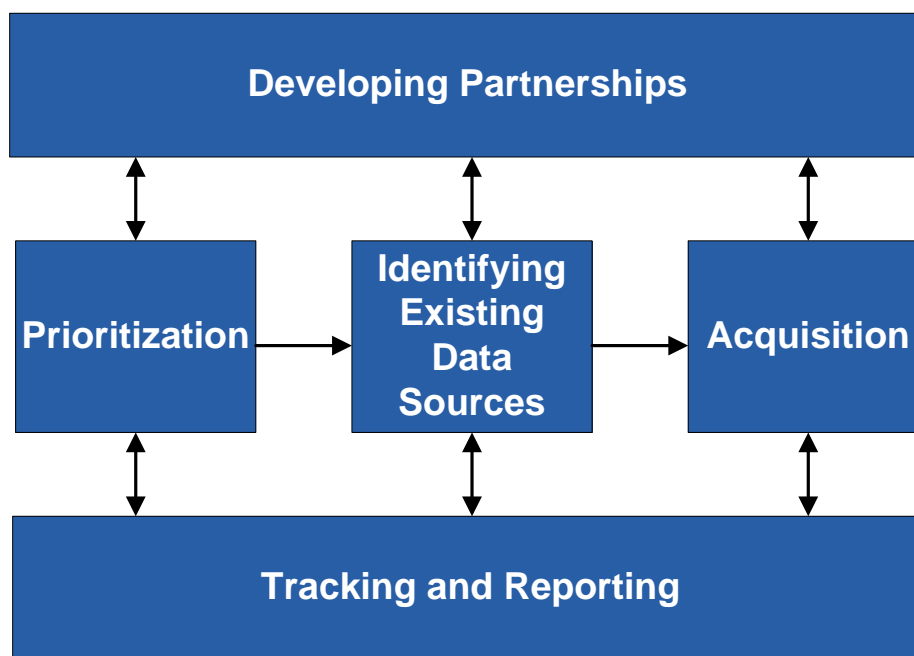 Developing Partnerships
Prioritization
Identifying
Existing
Data
Sources
Acquisition
Tracking and Reporting